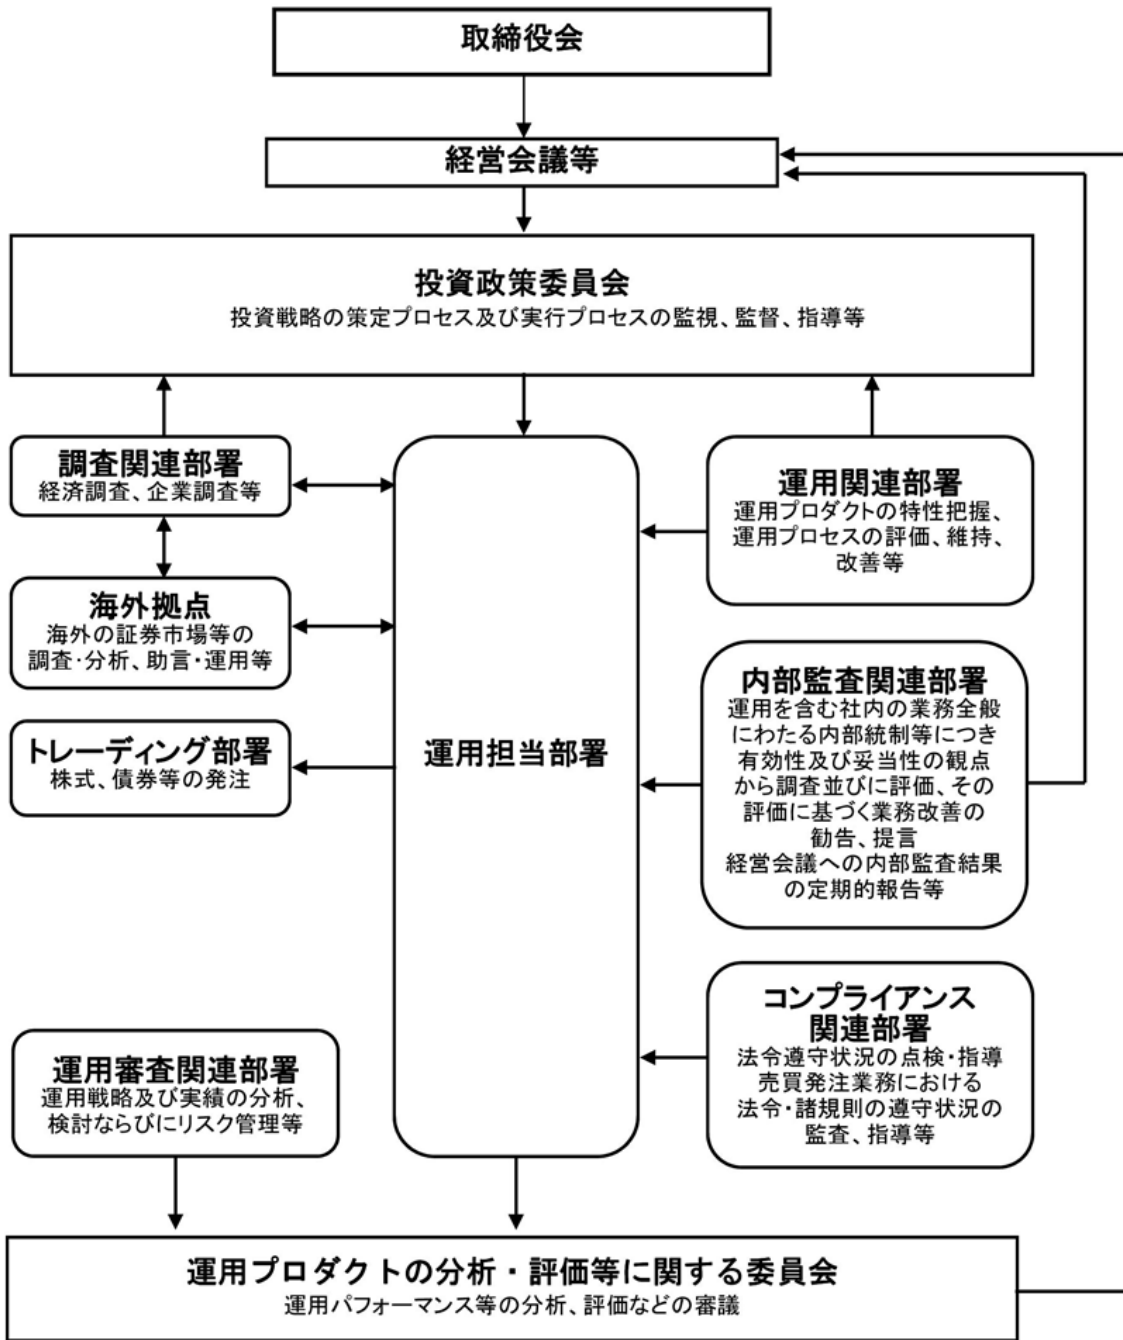 取締役会
経営会議等
投資政策委員会
投資戦略の策定プロセス及び実行プロセスの監視、監督、指導等
調査関連部署
経済調査、企業調査等
海外拠点
海外の証券市場等の
調査・分析、助言・運用等
トレーディング部署
株式、債券等の発注
運用担当部署
運用関連部署
運用プロダクトの特性把握、
運用プロセスの評価、維持、
改善等
内部監査関連部署
運用を含む社内の業務全般
にわたる内部統制等につき
有効性及び妥当性の観点
から調査並びに評価、その
評価に基づく業務改善の
勧告、提言
経営会議への内部監査結果
の定期的報告等
コンプライアンス
関連部署
法令遵守状況の点検・指導
売買発注業務における
法令・諸規則の遵守状況の
監査、指導等
運用審査関連部署
運用戦略及び実績の分析、
検討ならびにリスク管理等
運用プロダクトの分析・評価等に関する委員会
運用パフォーマンス等の分析、評価などの審議